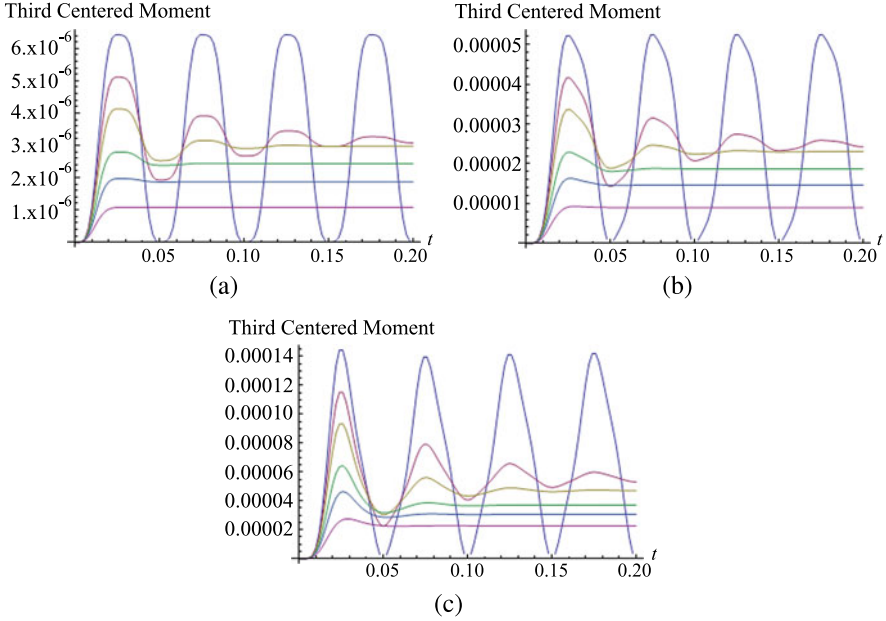 Third Centered Moment
6.x10-6
5.x10-6
4.x10-6
3.x10-6
2.x10-6
1.x10-6
0.05 0.10 0.15 0.20 t
(a)
Third Centered Moment
0.00005
0.00004
0.00003
0.00002
0.00001
0.05 0.10 0.15 0.20 t
(b)
Third Centered Moment
0.00014
0.00012
0.00010
0.00008
0.00006
0.00004
0.00002
0.05 0.10 0.15 0.20 t
(c)